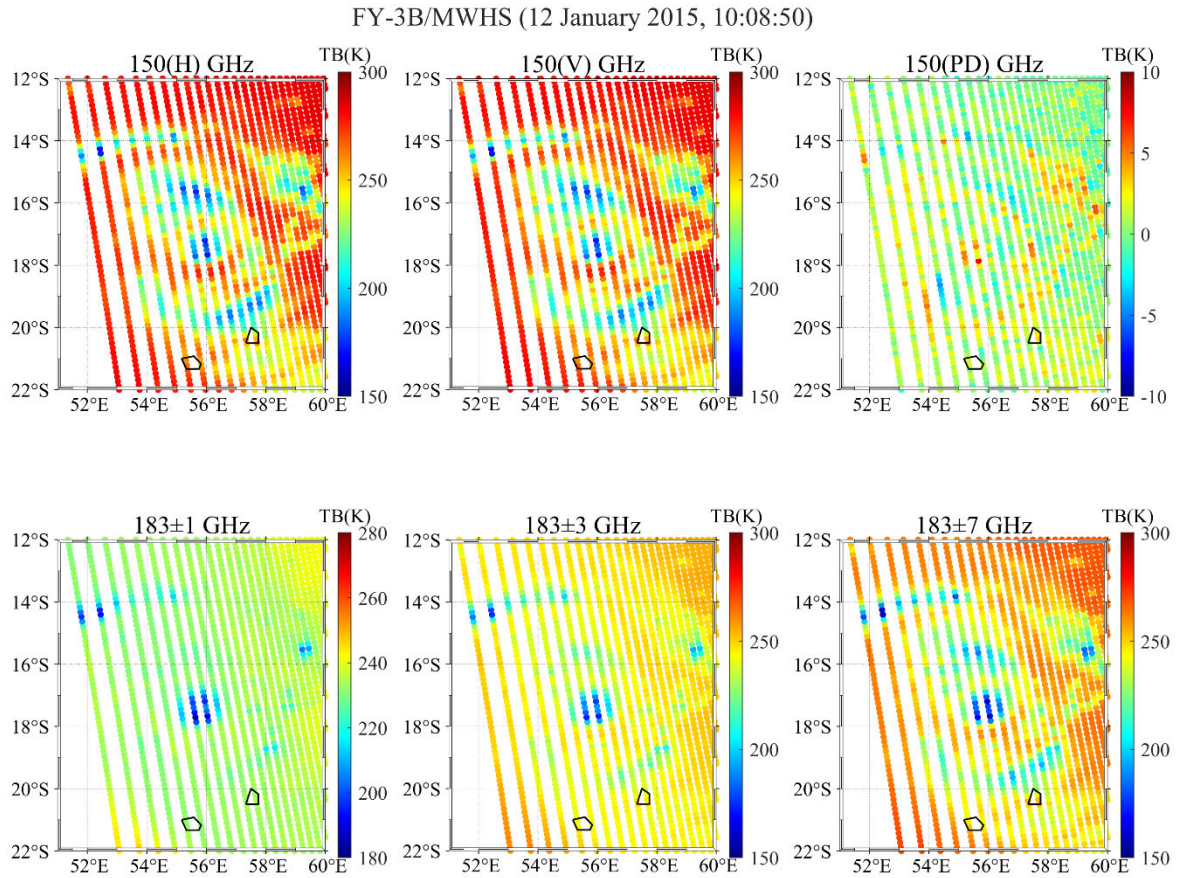 FY-3B/MWHS (12 January 2015, 10:08:50)
150(H) GHz TB(K) 150(V) GHz TB(K) 150(PD) GHz TB(K)
12°S 300 12°S 300 12°S 10
14°S 14°S 14°S
250 250 5
16°S 16°S 16°S
0
18°S 18°S 18°S
200 200 -5
20°S 20°S 20°S
22°S 150 22°S 150 22°S -10
52°E 54°E 56°E 58°E 60°E 52°E 54°E 56°E 58°E 60°E 52°E 54°E 56°E 58°E 60°E
183±1 GHz TB(K) 183±3 GHz TB(K) 183±7 GHz TB(K)
12°S 280 12°S 300 12°S 300
14°S 260 14°S 14°S
250 250
16°S 240 16°S 16°S
220
18°S 18°S 18°S
200 200 200
20°S 20°S 20°S
22°S 180 22°S 150 22°S 150
52°E 54°E 56°E 58°E 60°E 52°E 54°E 56°E 58°E 60°E 52°E 54°E 56°E 58°E 60°E